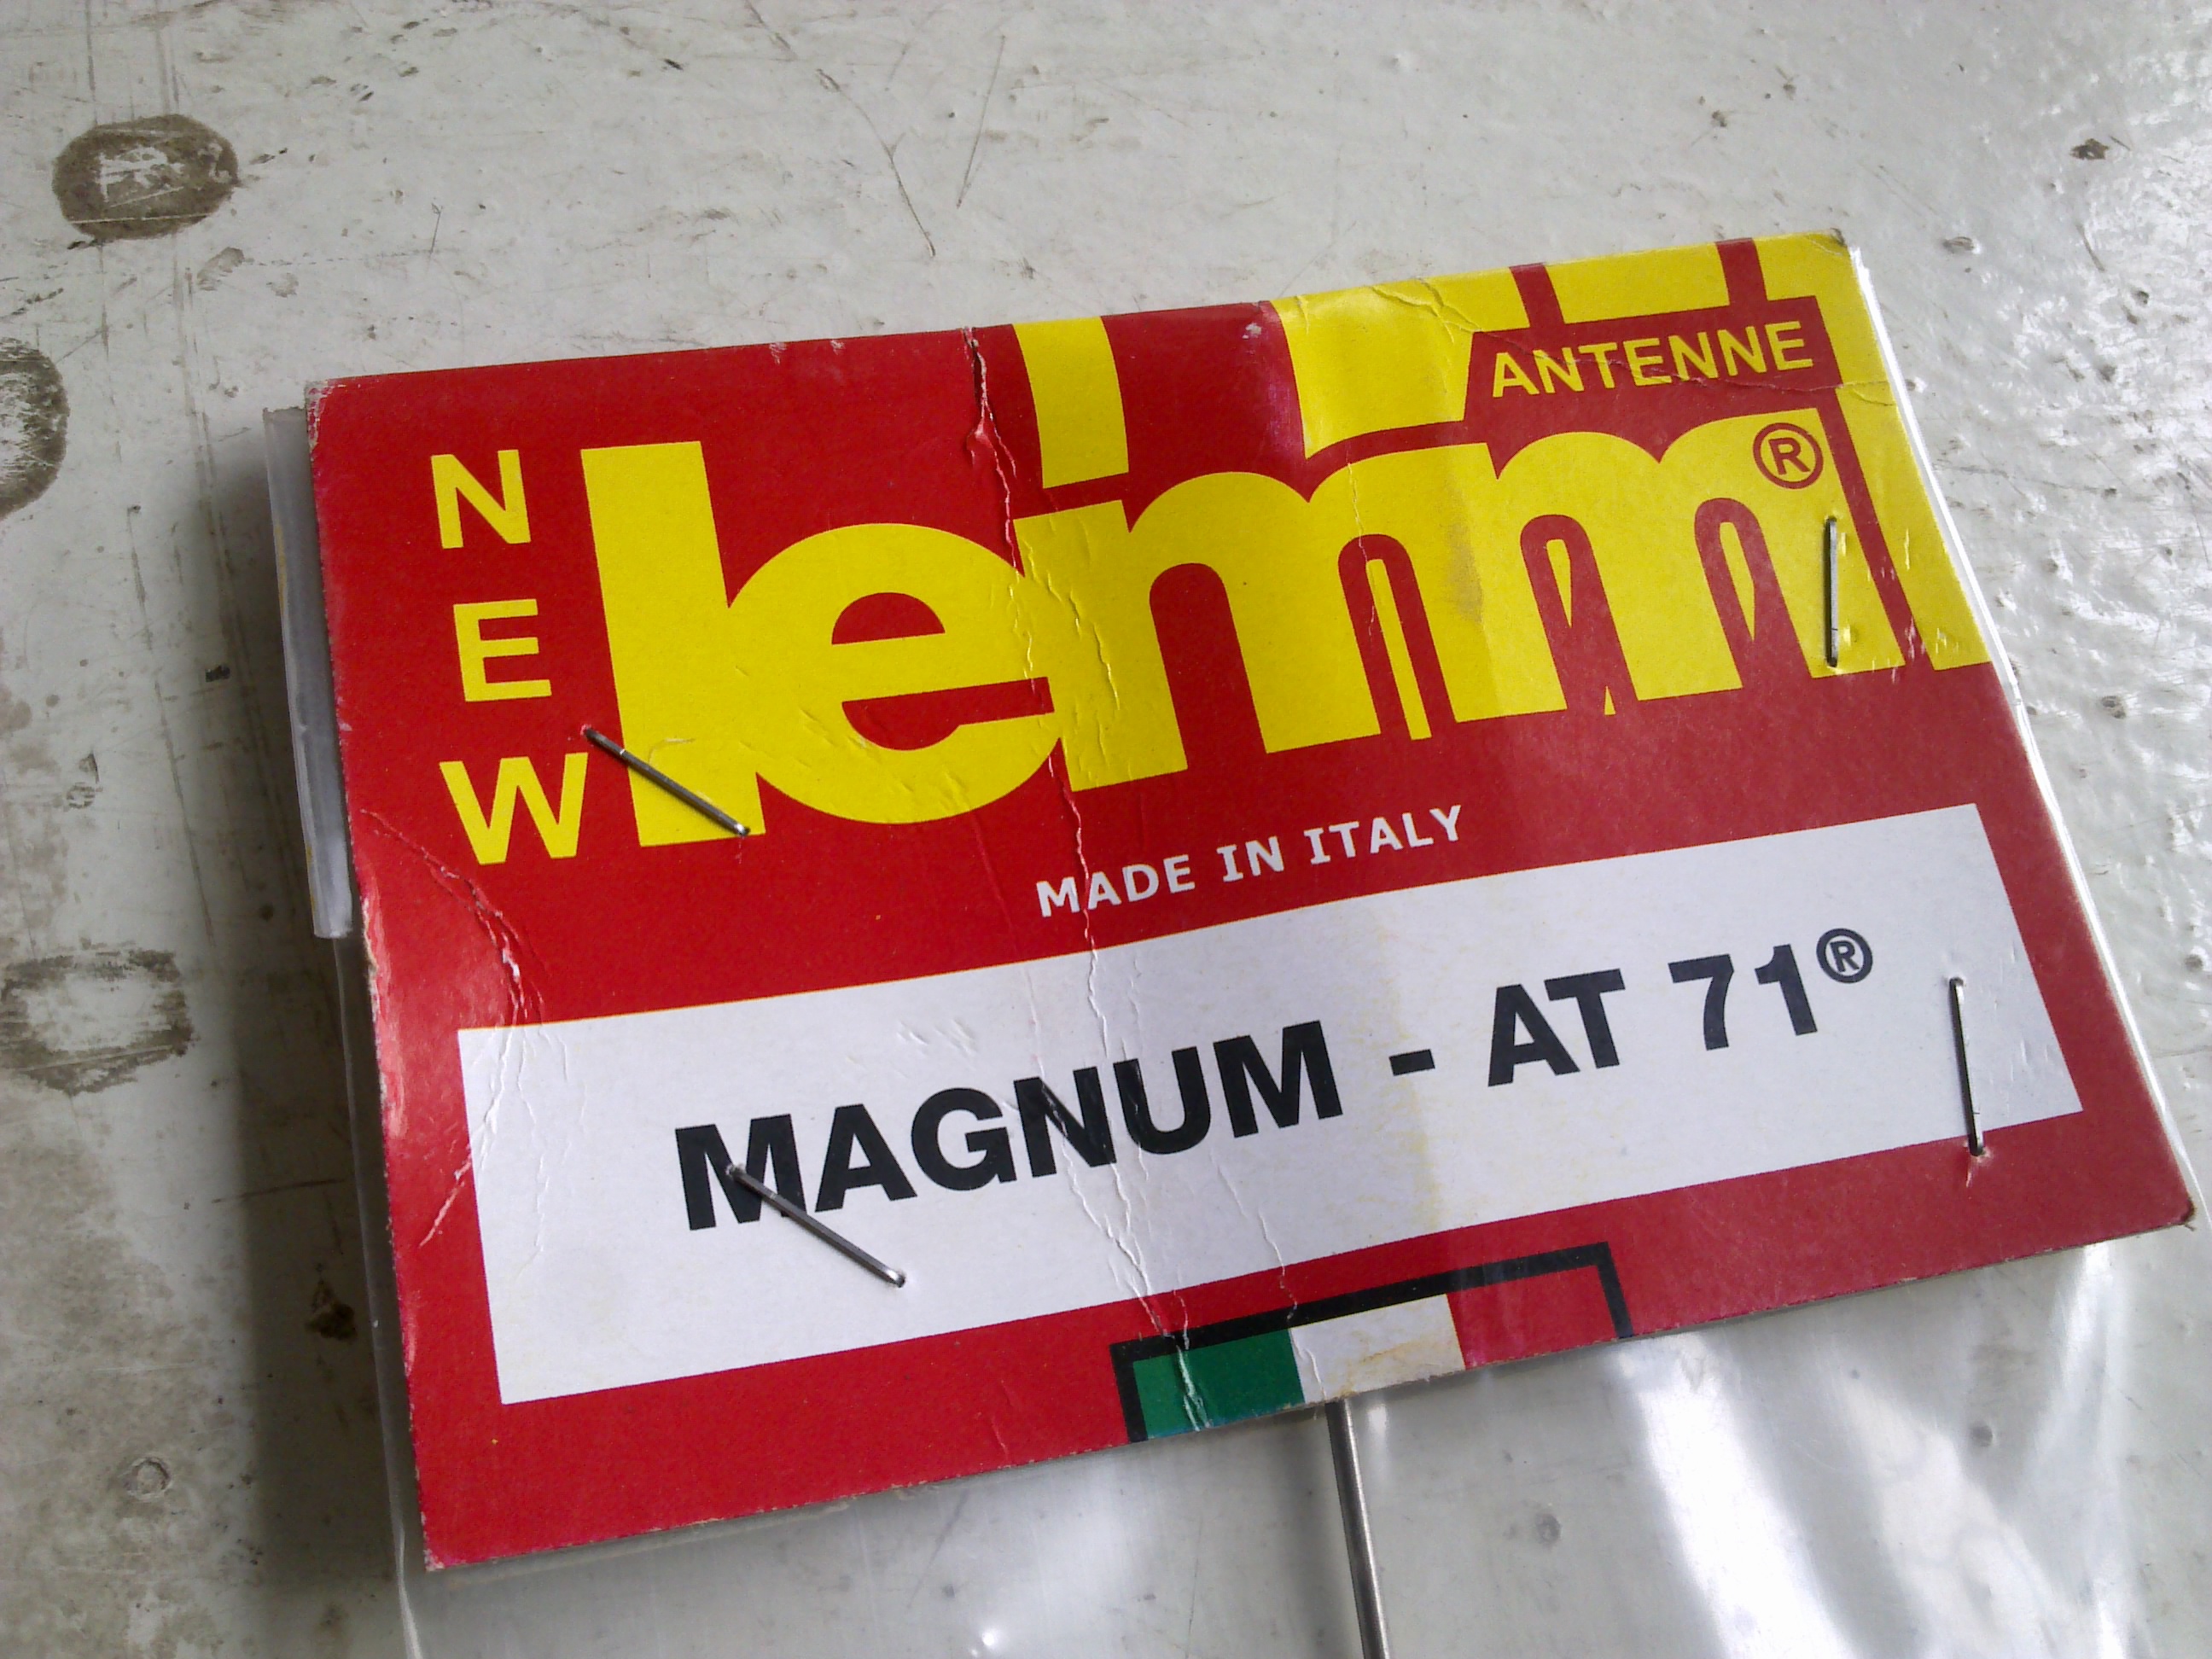 NEW
lemm®
ANTENNE
MADE IN ITALY
MAGNUM - AT 71®